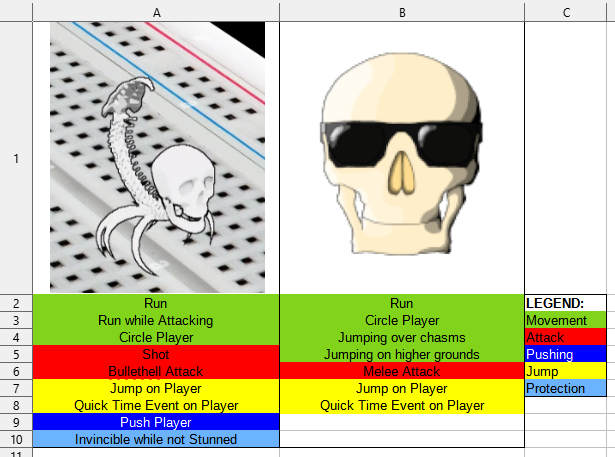 A B C
1
2 Run Run LEGEND:
3 Run while Attacking Circle Player Movement
4 Circle Player Jumping over chasms Attack
5 Shot Jumping on higher grounds Pushing
6 Bullethell Attack Melee Attack Jump
7 Jump on Player Jump on Player Protection
8 Quick Time Event on Player Quick Time Event on Player
9 Push Player
10 Invincible while not Stunned
11